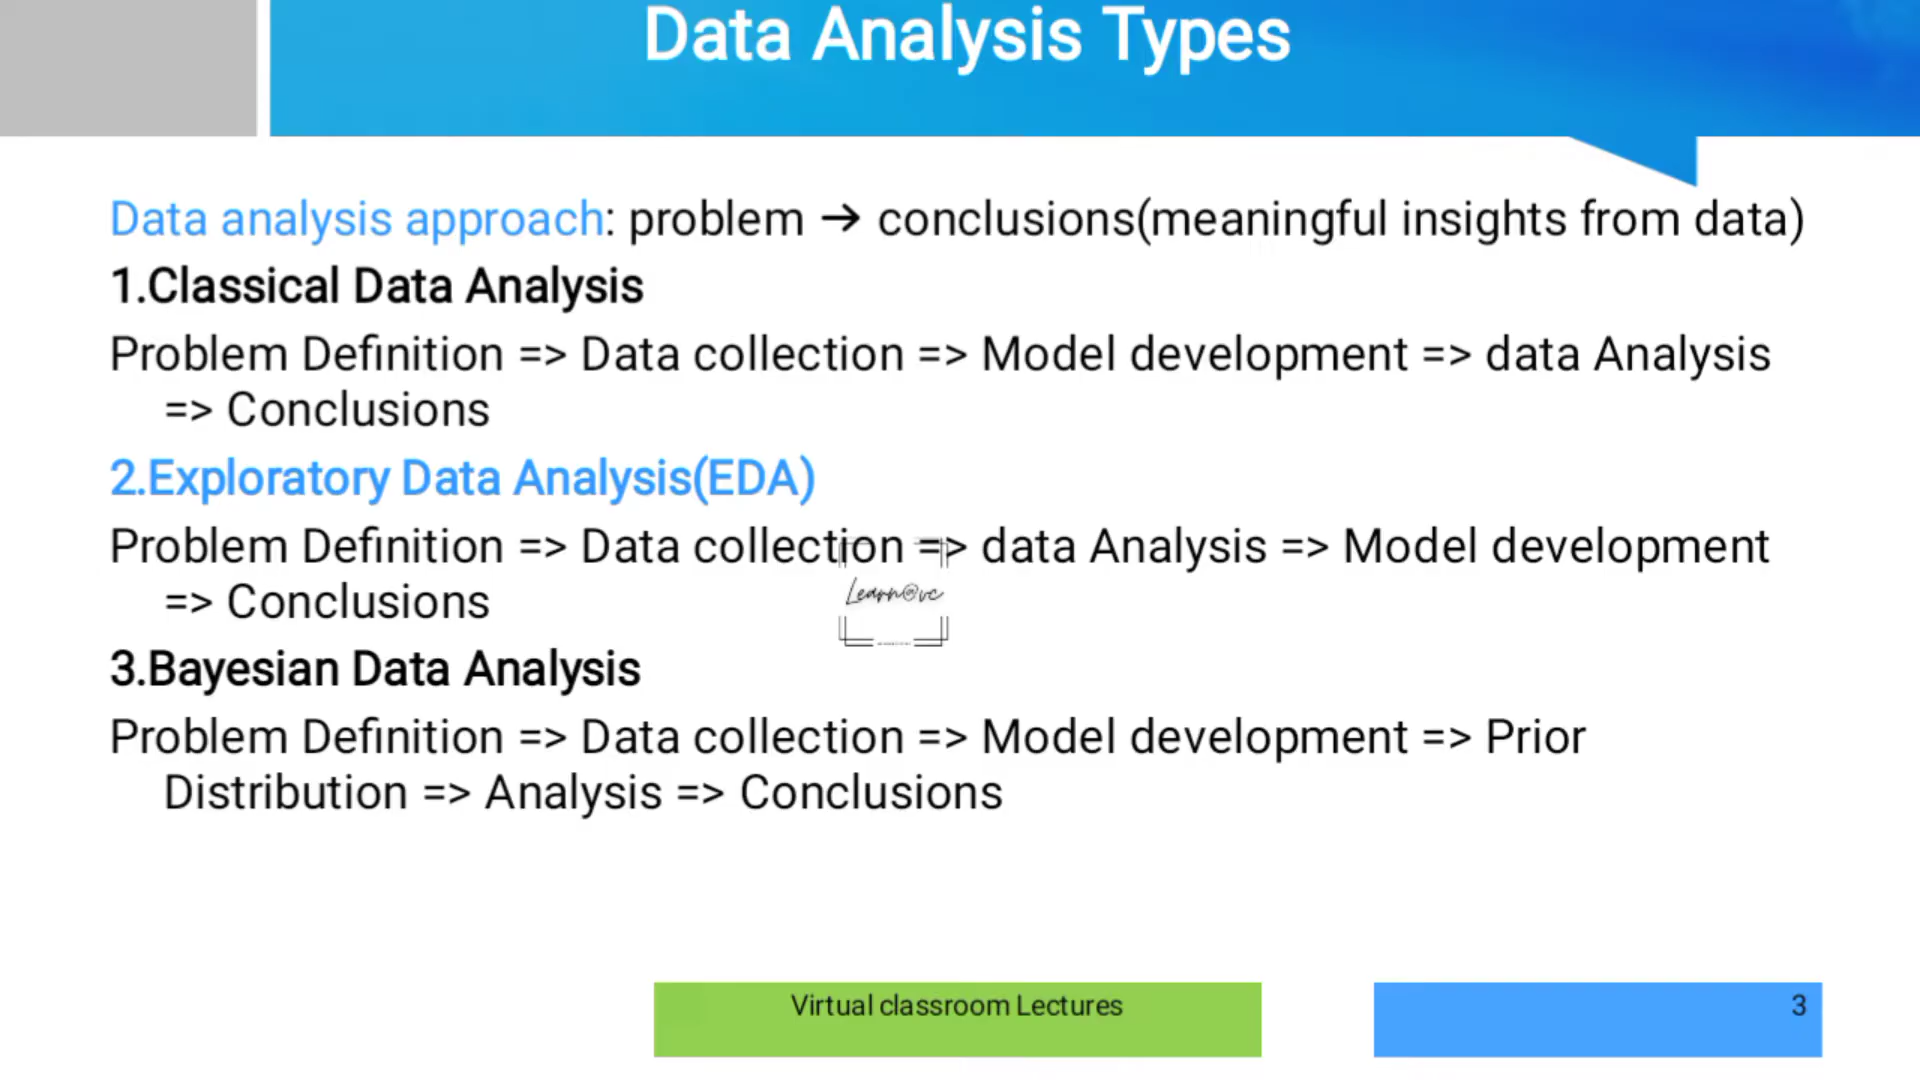 Data Analysis Types
Data analysis approach: problem → conclusions(meaningful insights from data)
1.Classical Data Analysis
Problem Definition => Data collection => Model development => data Analysis
=> Conclusions
2.Exploratory Data Analysis(EDA)
Problem Definition => Data collection => data Analysis => Model development
=> Conclusions
Learn@vc
3.Bayesian Data Analysis
Problem Definition => Data collection => Model development => Prior
Distribution => Analysis => Conclusions
Virtual classroom Lectures
3